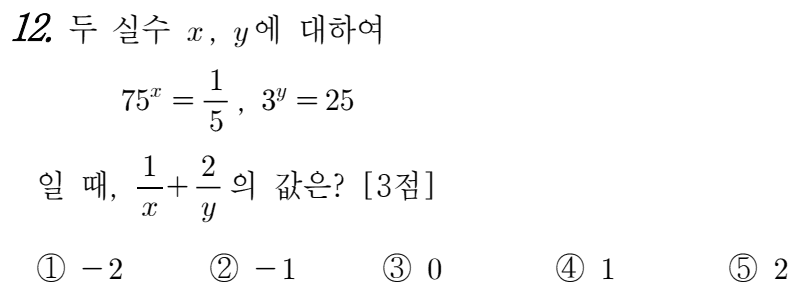 12. 두 실수 x, y에 대하여
75^x = 1/5, 3^y = 25
일 때, 1/x + 2/y 의 값은? [3점]
① -2 ② -1 ③ 0 ④ 1 ⑤ 2